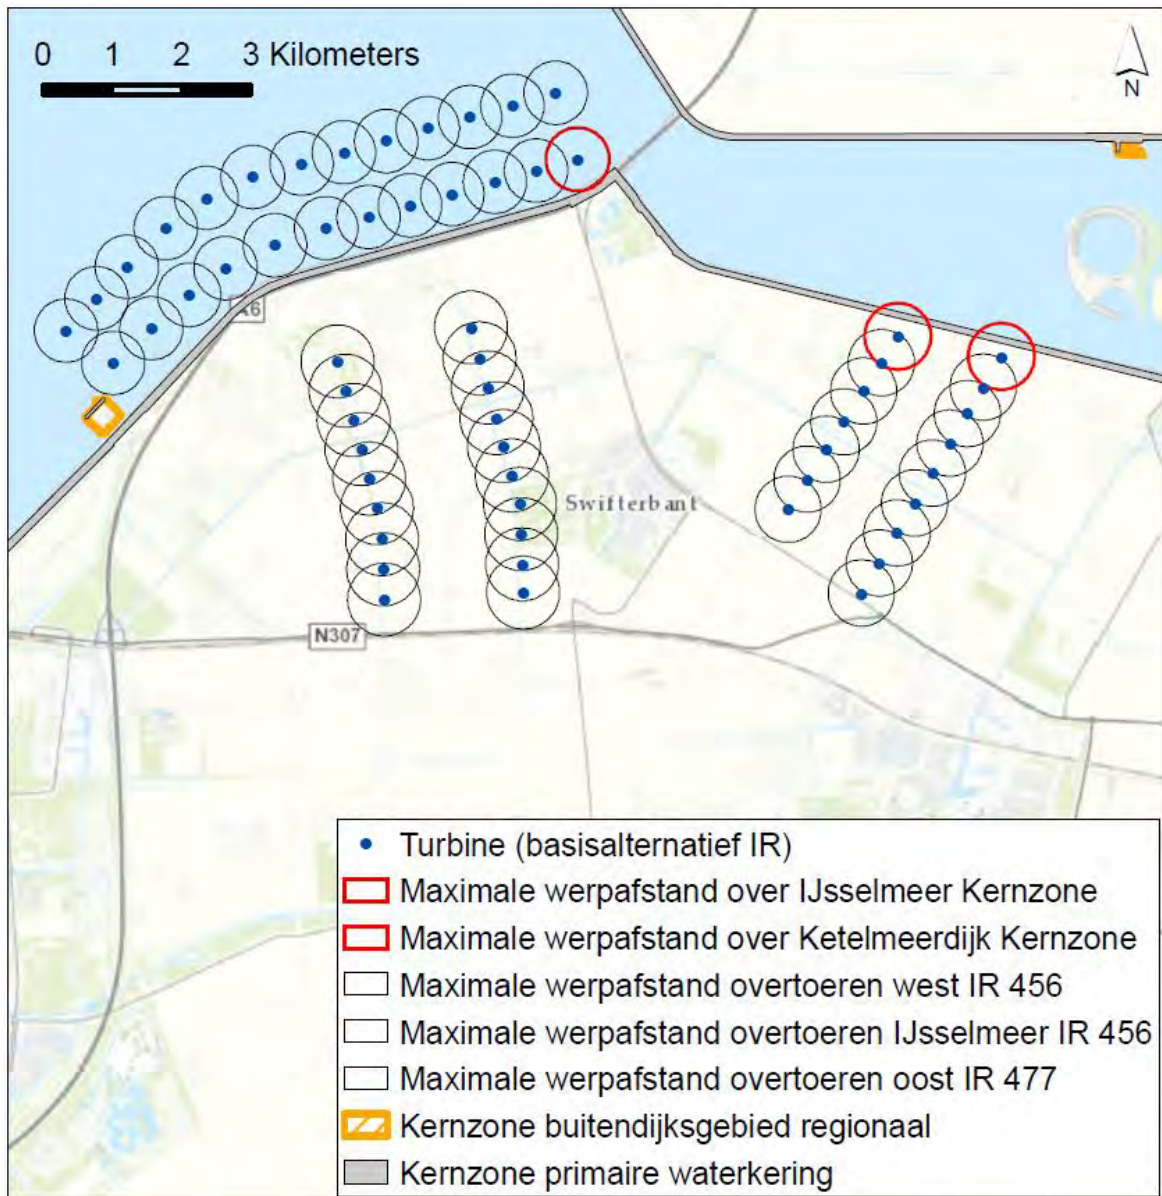 0 1 2 3 Kilometers
N
A6
Swifterbant
N307
Turbine (basisalternatief IR)
Maximale werpafstand over IJsselmeer Kernzone
Maximale werpafstand over Ketelmeerdijk Kernzone
Maximale werpafstand overtoeren west IR 456
Maximale werpafstand overtoeren IJsselmeer IR 456
Maximale werpafstand overtoeren oost IR 477
Kernzone buitendijksgebied regionaal
Kernzone primaire waterkering